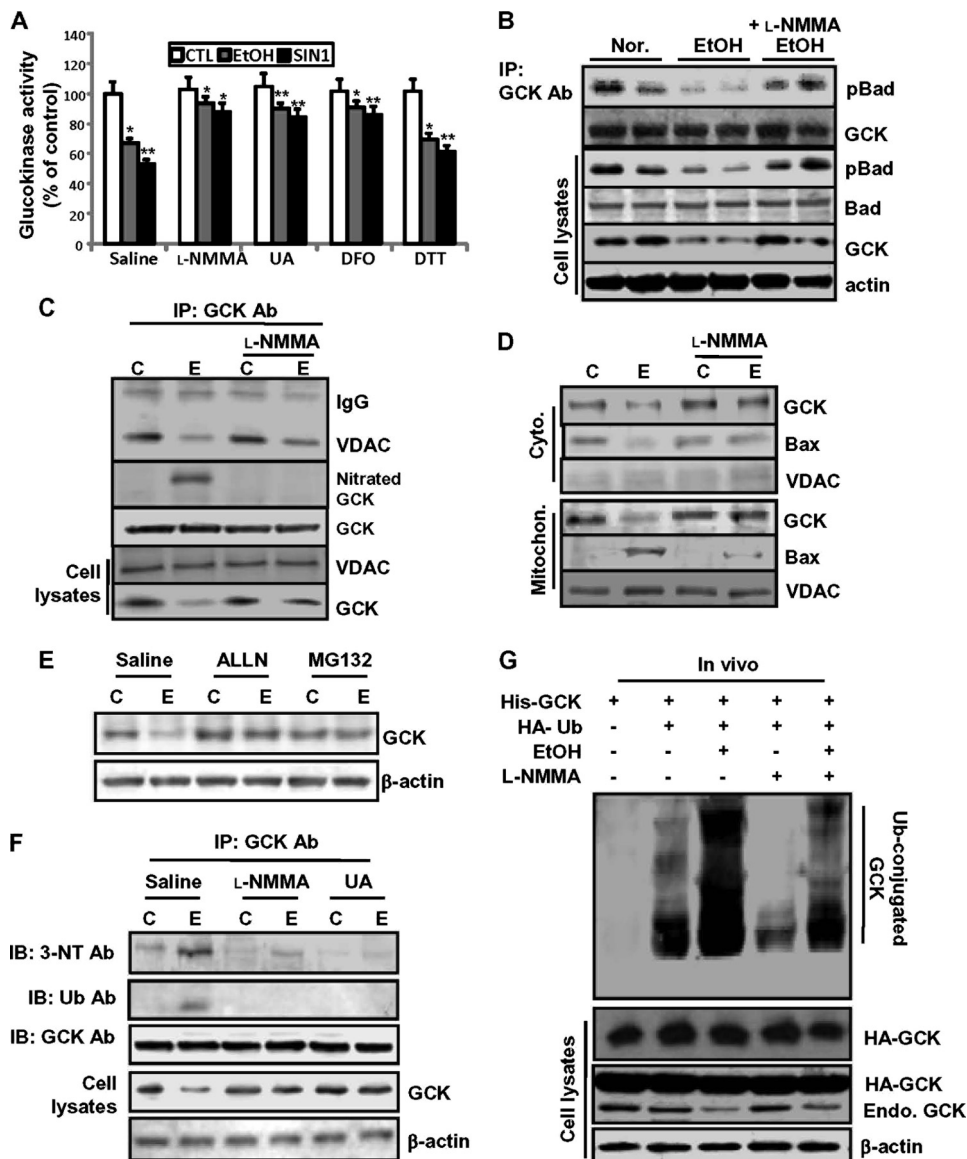 A
Glucokinase activity
(% of control)
140
120
100
80
60
40
20
0
CTL EtOH SIN1
* ** * * ** ** * ** * **
Saline L-NMMA UA DFO DTT
B
+ L-NMMA
Nor. EtOH EtOH
IP:
GCK Ab
pBad
GCK
Cell lysates
pBad
Bad
GCK
actin
C
IP: GCK Ab
L-NMMA
C E C E
IgG
VDAC
Nitrated
GCK
GCK
Cell
lysates
VDAC
GCK
D
L-NMMA
C E C E
Cyto.
GCK
Bax
VDAC
Mitochon.
GCK
Bax
VDAC
E
Saline ALLN MG132
C E C E C E
GCK
β-actin
F
IP: GCK Ab
Saline L-NMMA UA
C E C E C E
IB: 3-NT Ab
IB: Ub Ab
IB: GCK Ab
Cell
lysates
GCK
β-actin
G
In vivo
His-GCK + + + + +
HA- Ub - + + + +
EtOH - - + - +
L-NMMA - - - + +
Ub-conjugated
GCK
Cell lysates
HA-GCK
HA-GCK
Endo. GCK
β-actin